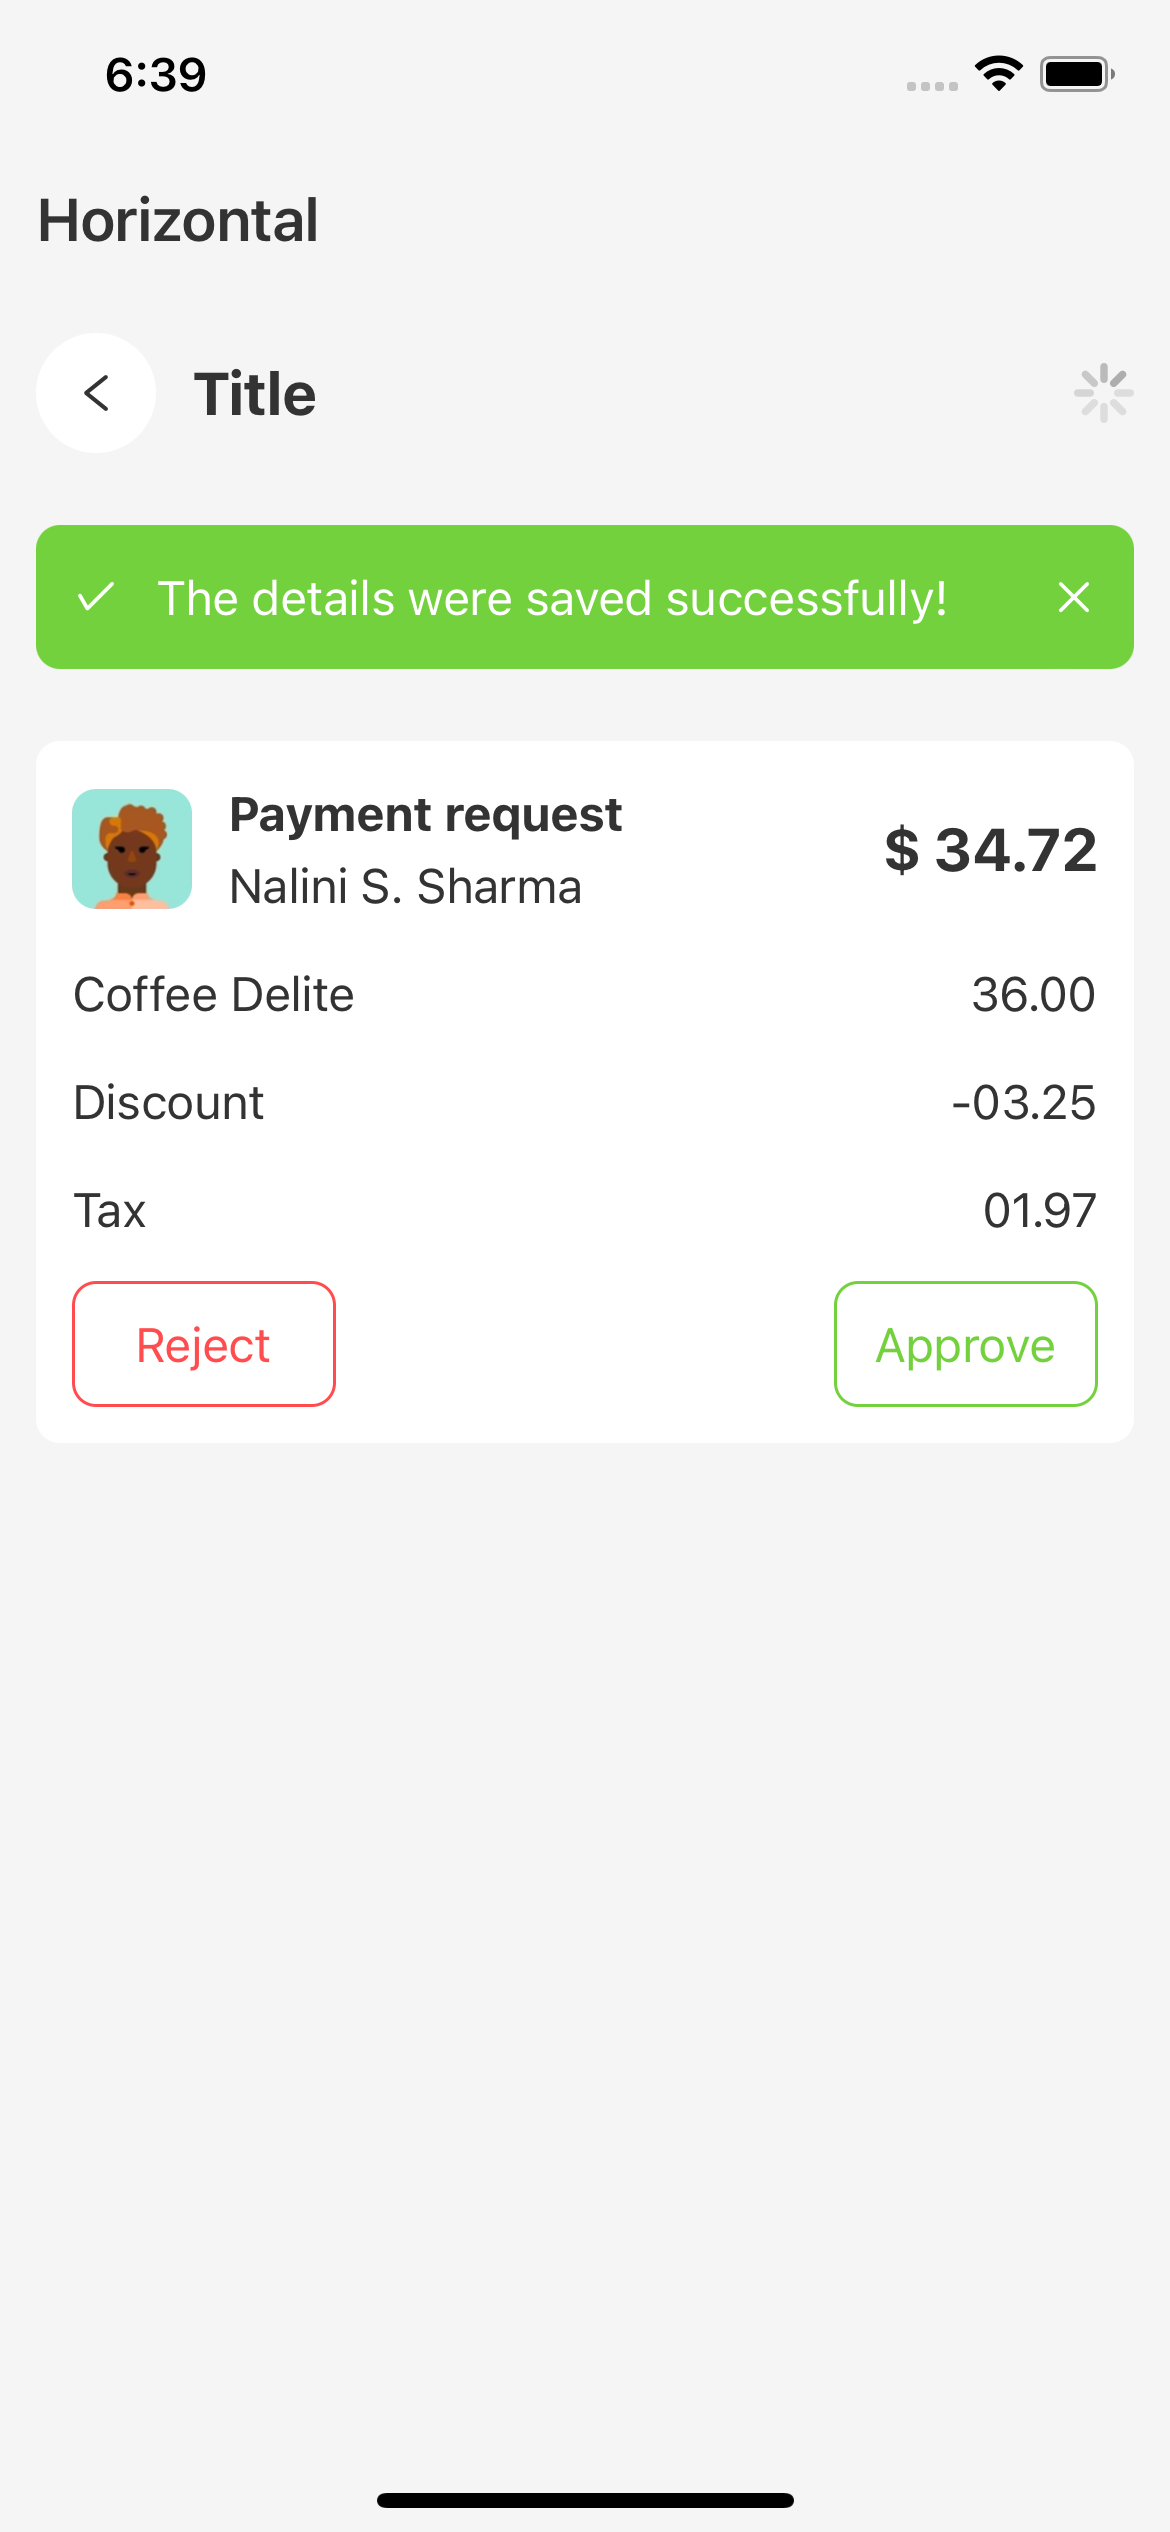 6:39
Horizontal
Title
The details were saved successfully!
Payment request
Nalini S. Sharma
$ 34.72
Coffee Delite 36.00
Discount -03.25
Tax 01.97
Reject Approve